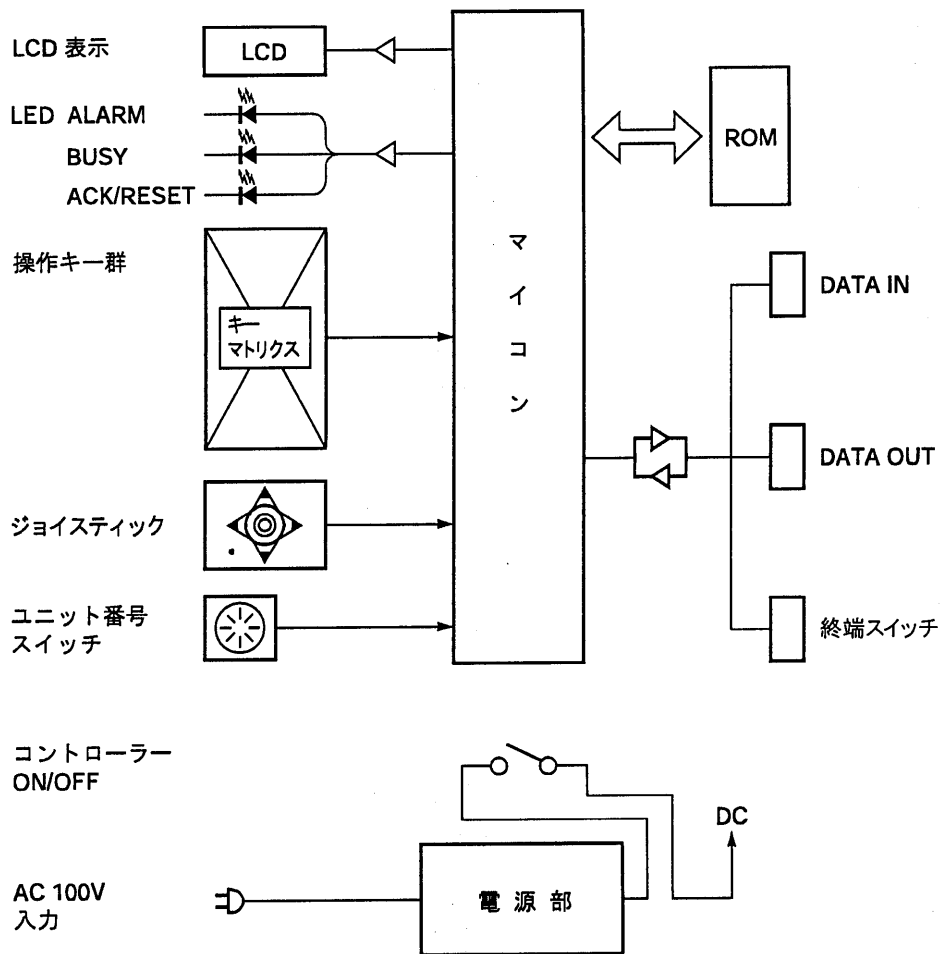 LCD 表示
LCD
LED ALARM
BUSY
ACK/RESET
ROM
マイコン
操作キー群
キー
マトリクス
DATA IN
DATA OUT
ジョイスティック
ユニット番号
スイッチ
終端スイッチ
コントローラー
ON/OFF
DC
AC 100V
入力
電源部